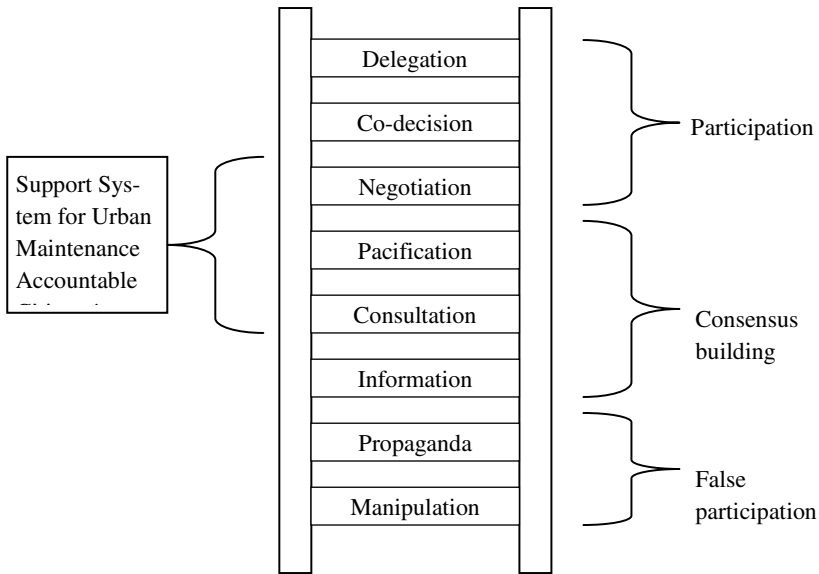 Delegation
Co-decision
Negotiation
Pacification
Consultation
Information
Propaganda
Manipulation
Support Sys-
tem for Urban
Maintenance
Accountable
Participation
Consensus
building
False
participation